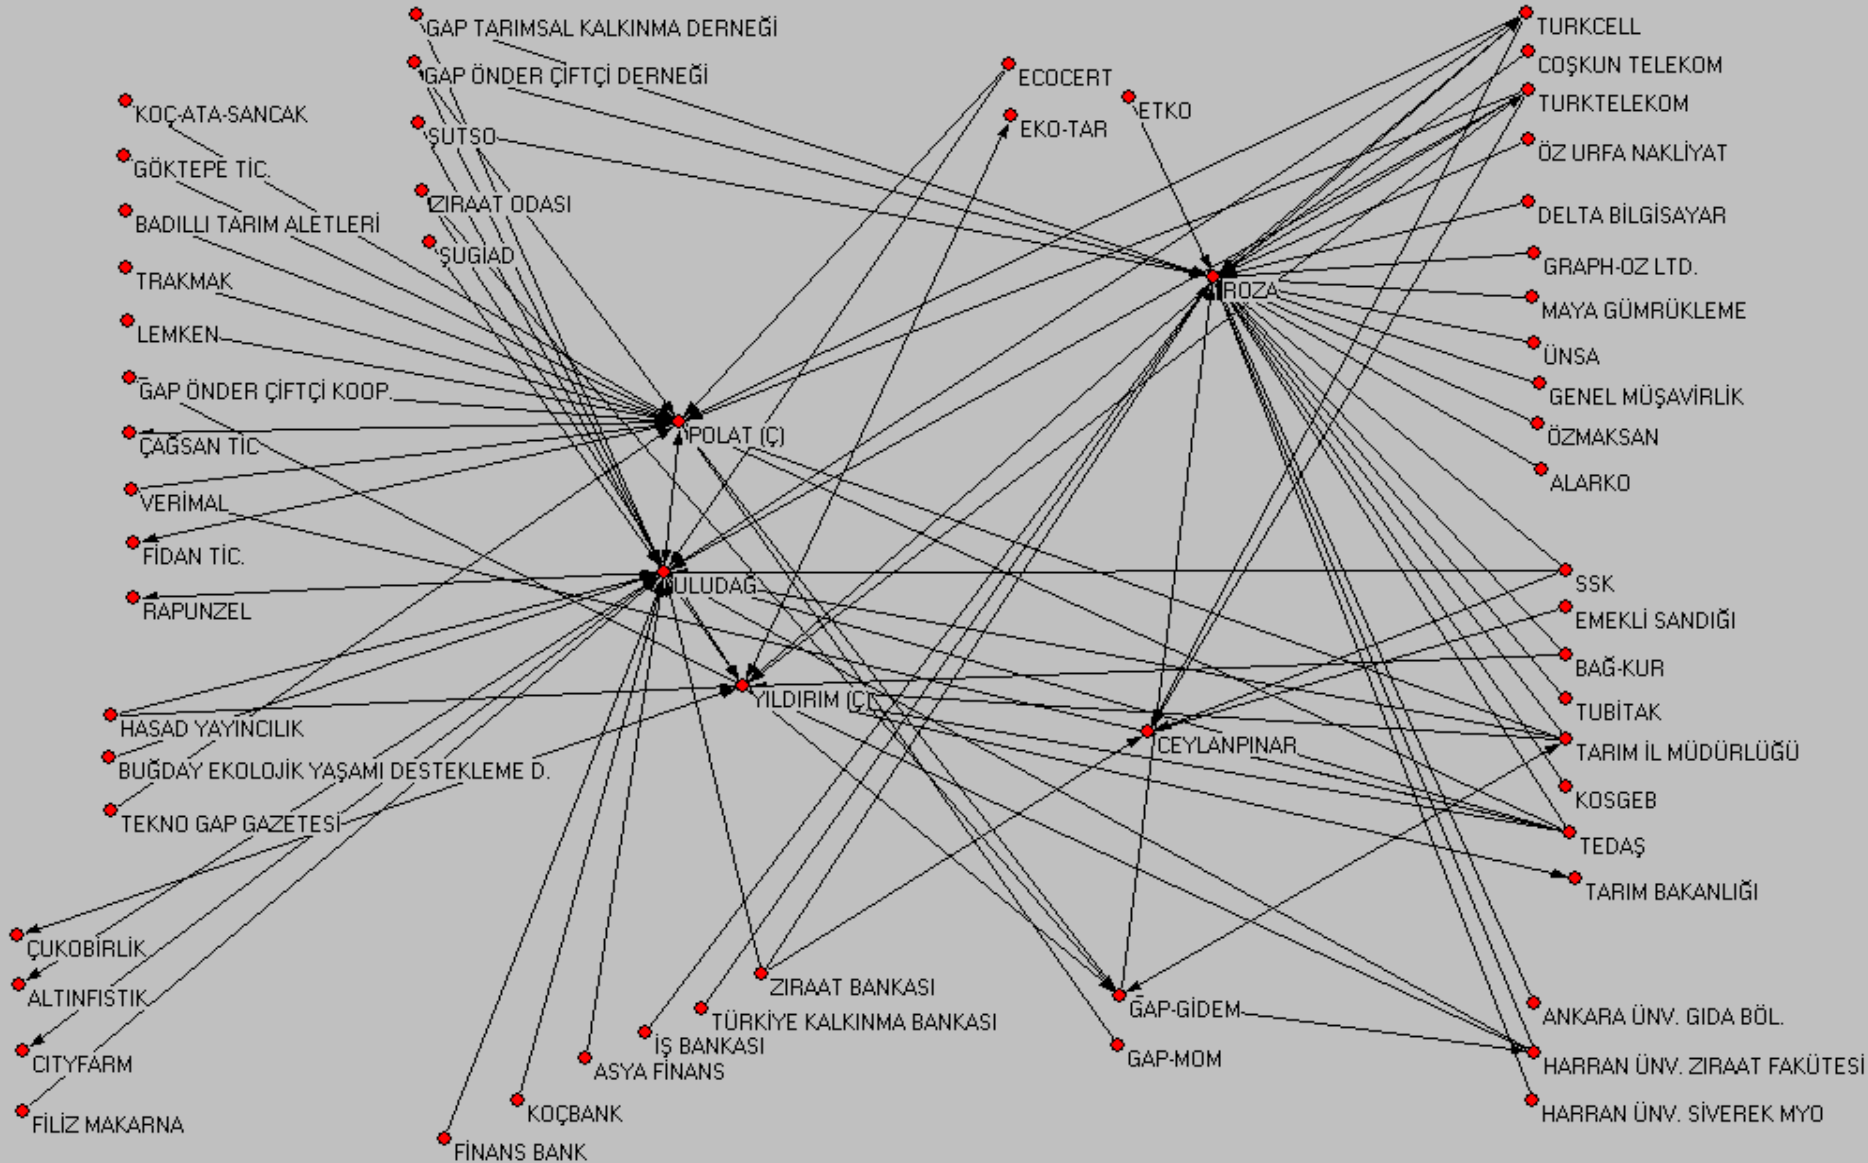 GAP TARIMSAL KALKINMA DERNEĞİ
GAP ÖNDER ÇİFTÇİ DERNEĞİ
ŞUTSO
ZIRAAT ODASI
ŞUGİAD
KOÇ-ATA-SANCAK
GÖKTEPE TİC.
BADILLI TARIM ALETLERİ
TRAKMAK
LEMKEN
GAP ÖNDER ÇİFTÇİ KOOP.
ÇAĞSAN TİC
VERİMAL
FİDAN TİC.
RAPUNZEL
ECOCERT
EKO-TAR
ETKO
TURKCELL
COŞKUN TELEKOM
TURKTELEKOM
ÖZ URFA NAKLİYAT
DELTA BİLGİSAYAR
GRAPH-OZ LTD.
MAYA GÜMRÜKLEME
ÜNSA
GENEL MÜŞAVİRLİK
ÖZMAKSAN
ALARKO
ROZA
POLAT (Ç)
ULUDAĞ
YILDIRIM (Ç)
CEYLANPINAR
SSK
EMEKLİ SANDIĞI
BAĞ-KUR
TUBİTAK
TARIM İL MÜDÜRLÜĞÜ
KOSGEB
TEDAŞ
TARIM BAKANLIĞI
HASAD YAYINCILIK
BUĞDAY EKOLOJİK YAŞAMI DESTEKLEME D.
TEKNO GAP GAZETESİ
ÇUKOBİRLİK
ALTINFISTIK
CITYFARM
FİLİZ MAKARNA
ZIRAAT BANKASI
TÜRKİYE KALKINMA BANKASI
İŞ BANKASI
ASYA FİNANS
KOÇBANK
FİNANS BANK
GAP-GİDEM
GAP-MOM
ANKARA ÜNV. GIDA BÖL.
HARRAN ÜNV. ZIRAAT FAKÜTESİ
HARRAN ÜNV. SİVEREK MYO